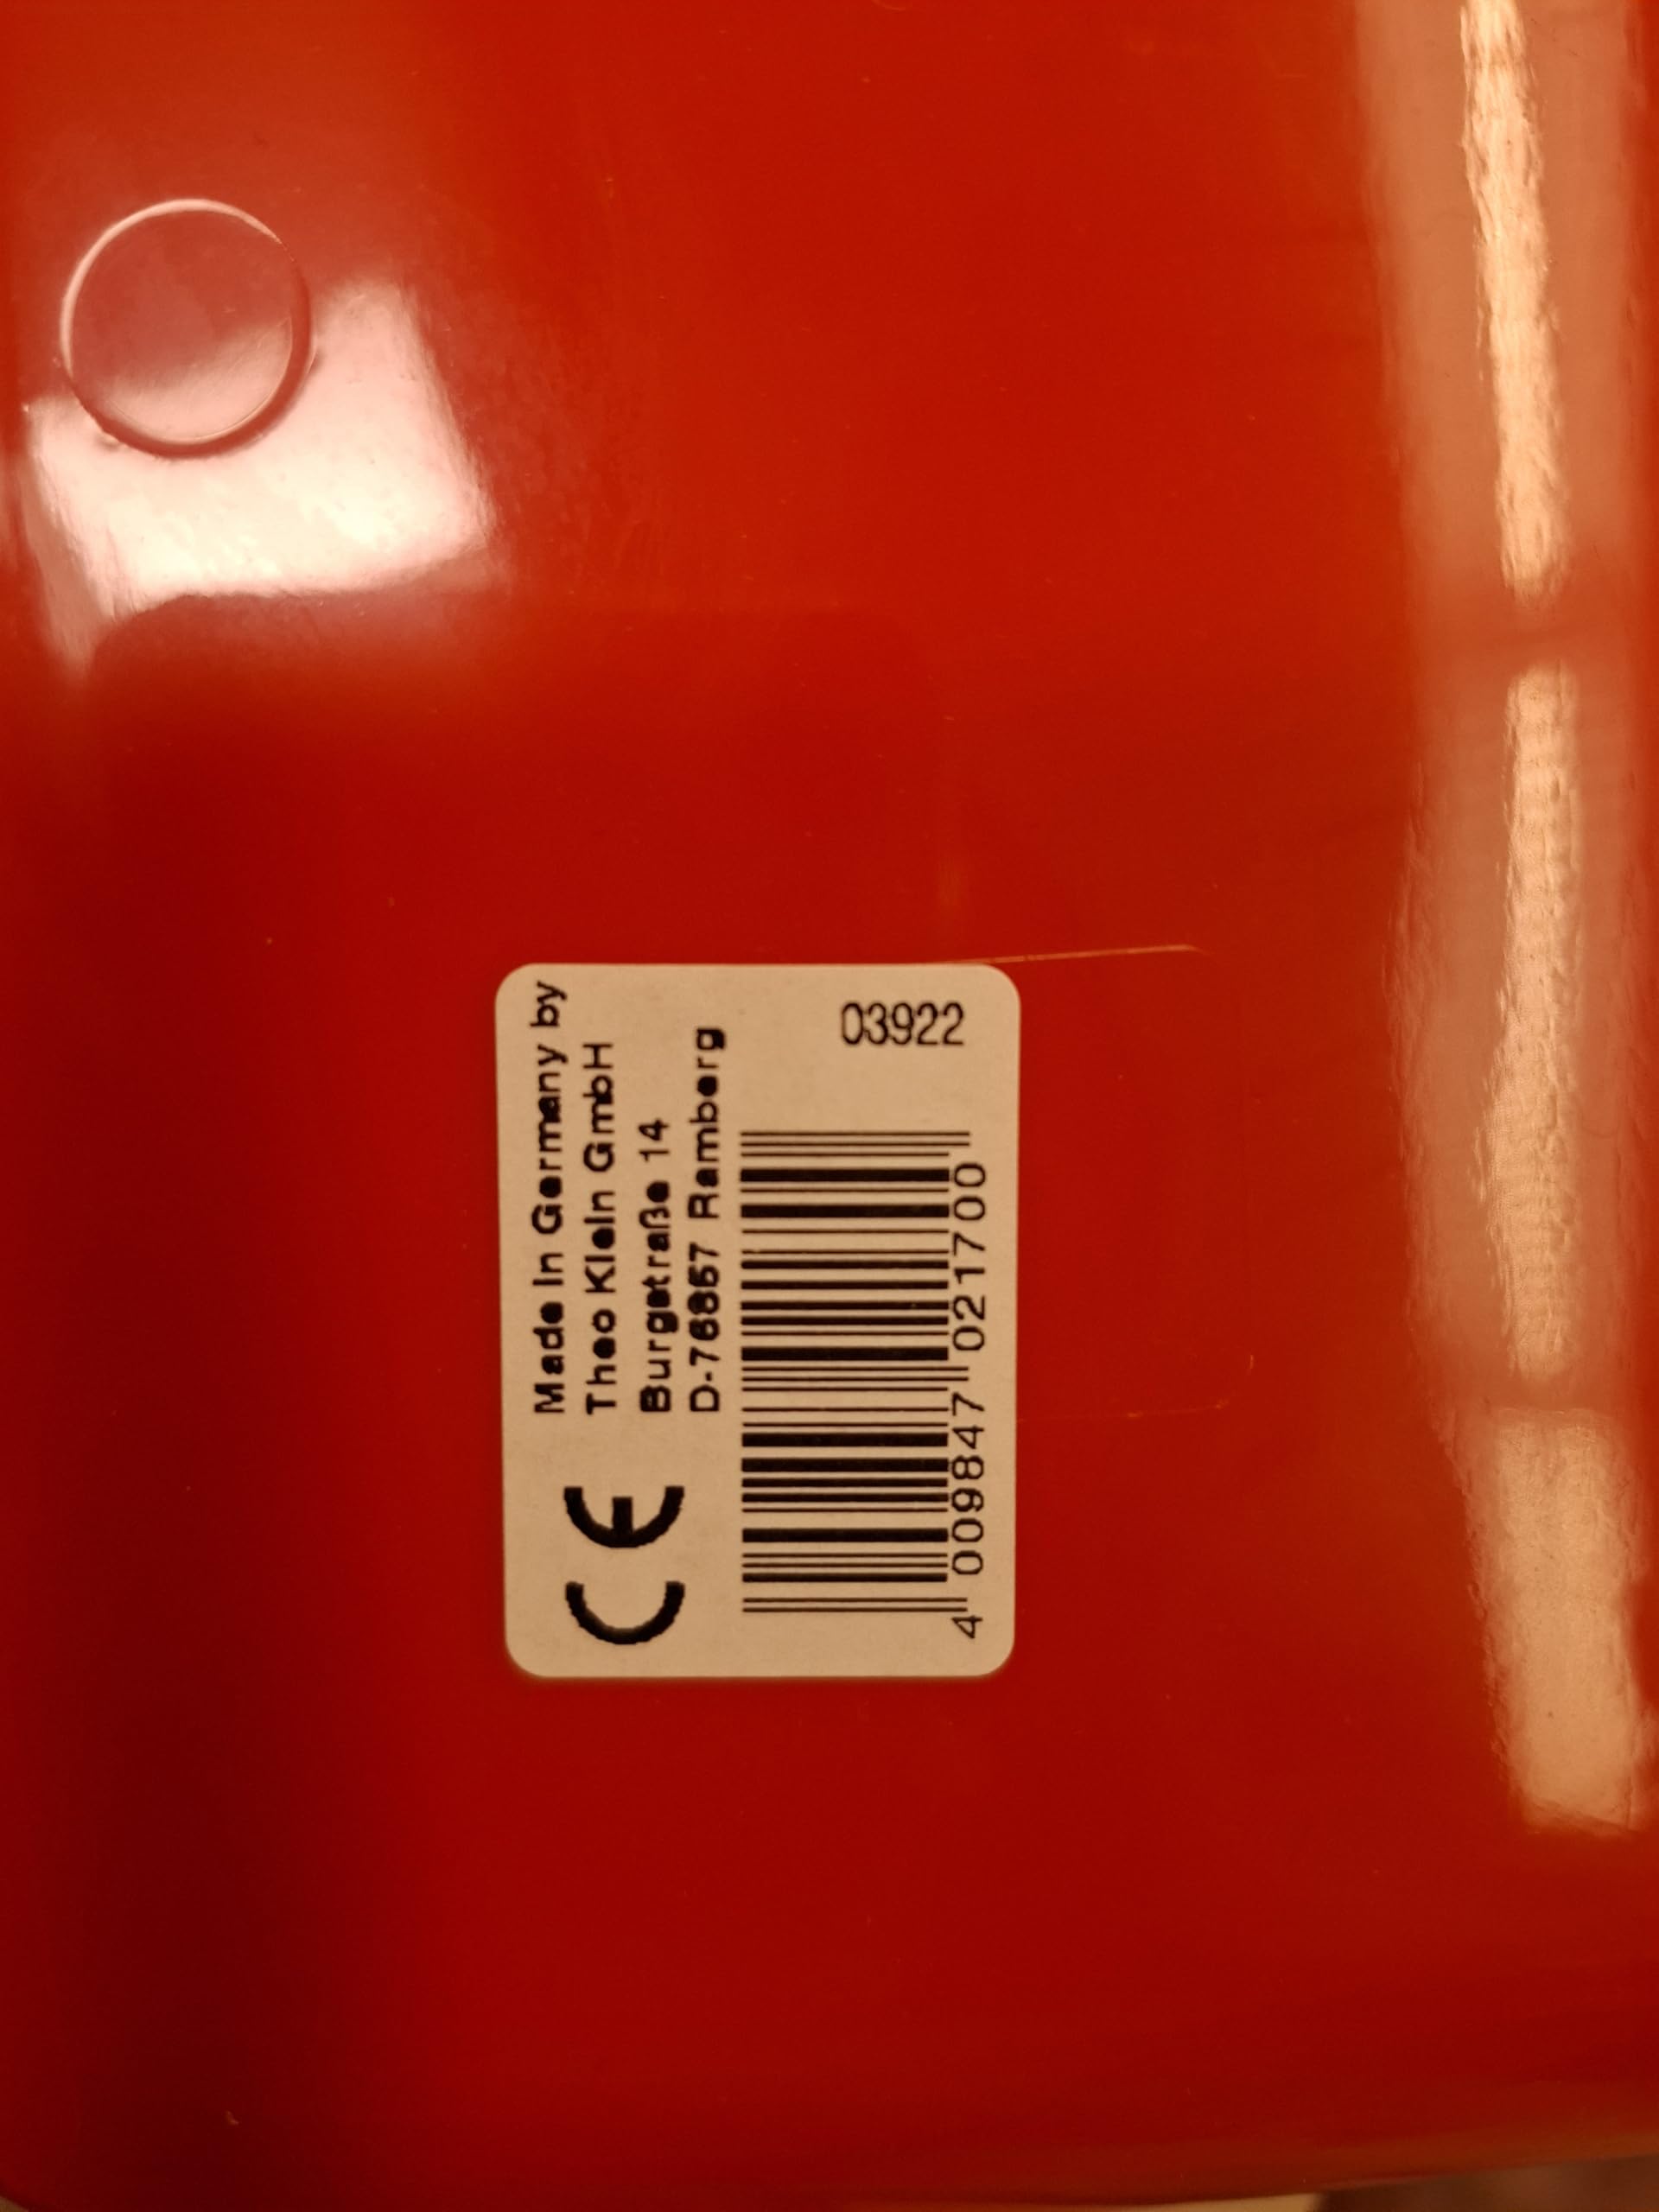 CE
Made in Germany by
Theo Klein GmbH
Burgstraße 14
D-76857 Ramberg
03922
4 009847 021700